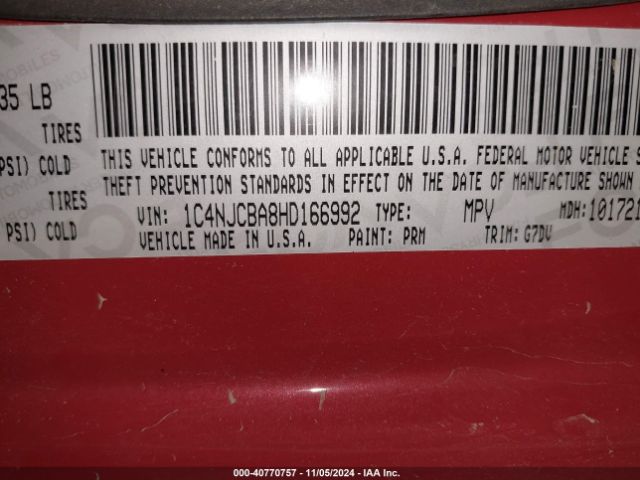 35 LB
TIRES
PSI) COLD
TIRES
PSI) COLD
THIS VEHICLE CONFORMS TO ALL APPLICABLE U.S.A. FEDERAL MOTOR VEHICLE S
THEFT PREVENTION STANDARDS IN EFFECT ON THE DATE OF MANUFACTURE SHOWN
VIN: 1C4NJCBA8HD166992 TYPE: MPV MDH: 101721
VEHICLE MADE IN U.S.A. PAINT: PRM TRIM: G7DV
000-40770757 - 11/05/2024 - IAA Inc.